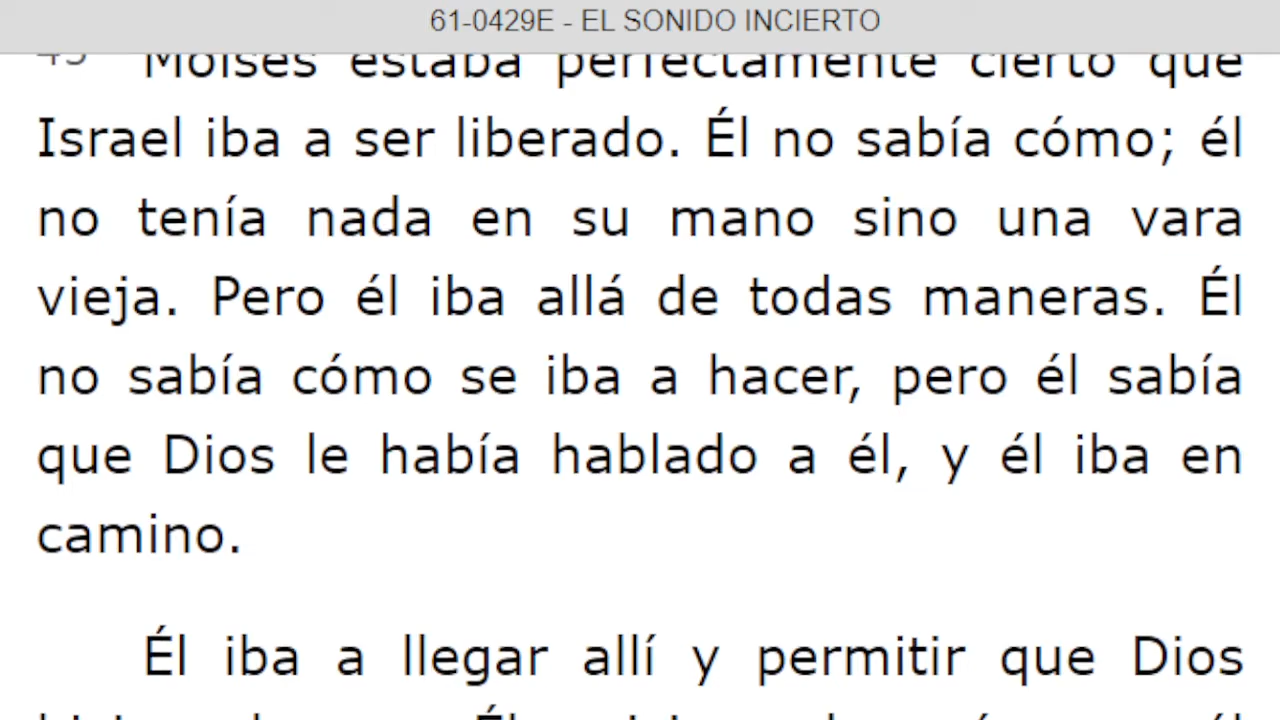 61-0429E - EL SONIDO INCIERTO
Moisés estaba perfectamente cierto que
Israel iba a ser liberado. Él no sabía cómo; él
no tenía nada en su mano sino una vara
vieja. Pero él iba allá de todas maneras. Él
no sabía cómo se iba a hacer, pero él sabía
que Dios le había hablado a él, y él iba en
camino.
Él iba a llegar allí y permitir que Dios